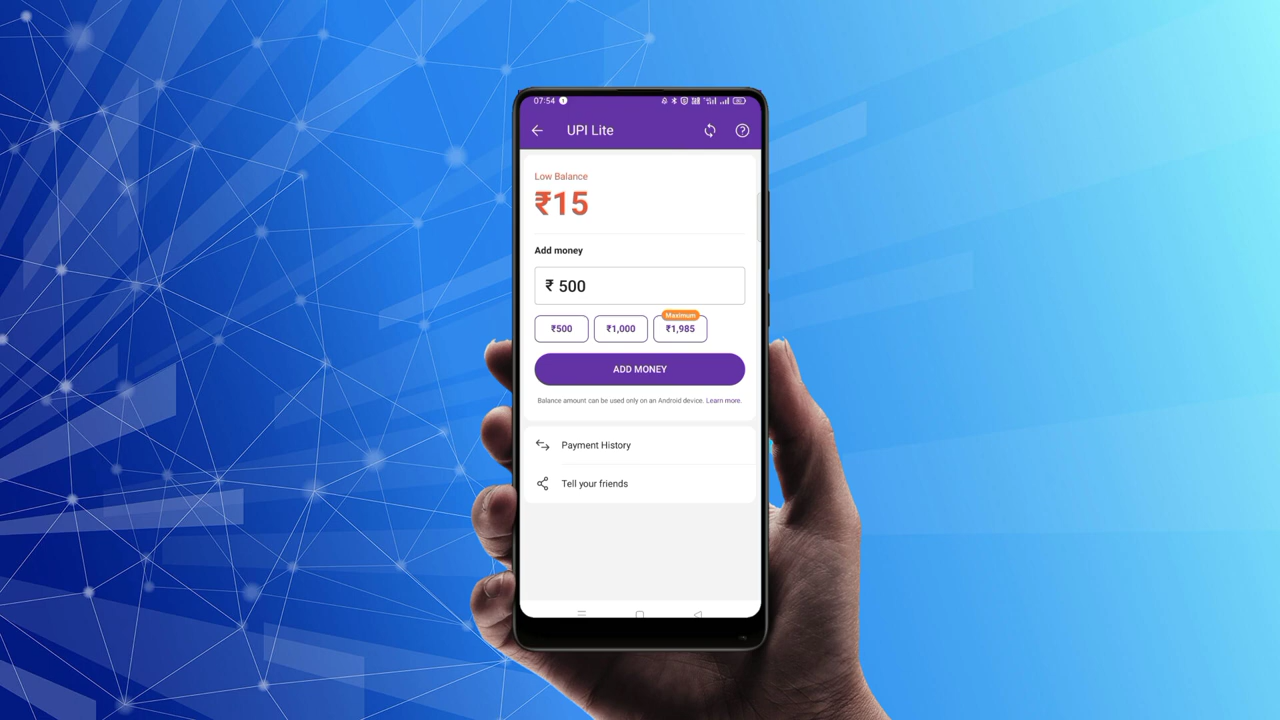 07:54
UPI Lite
Low Balance
₹15
Add money
₹ 500
Maximum
₹500 ₹1,000 ₹1,985
ADD MONEY
Balance amount can be used only on an Android device. Learn more.
Payment History
Tell your friends